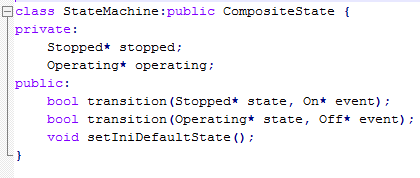 class StateMachine:public CompositeState {
private:
    Stopped* stopped;
    Operating* operating;
public:
    bool transition(Stopped* state, On* event);
    bool transition(Operating* state, Off* event);
    void setIniDefaultState();
}